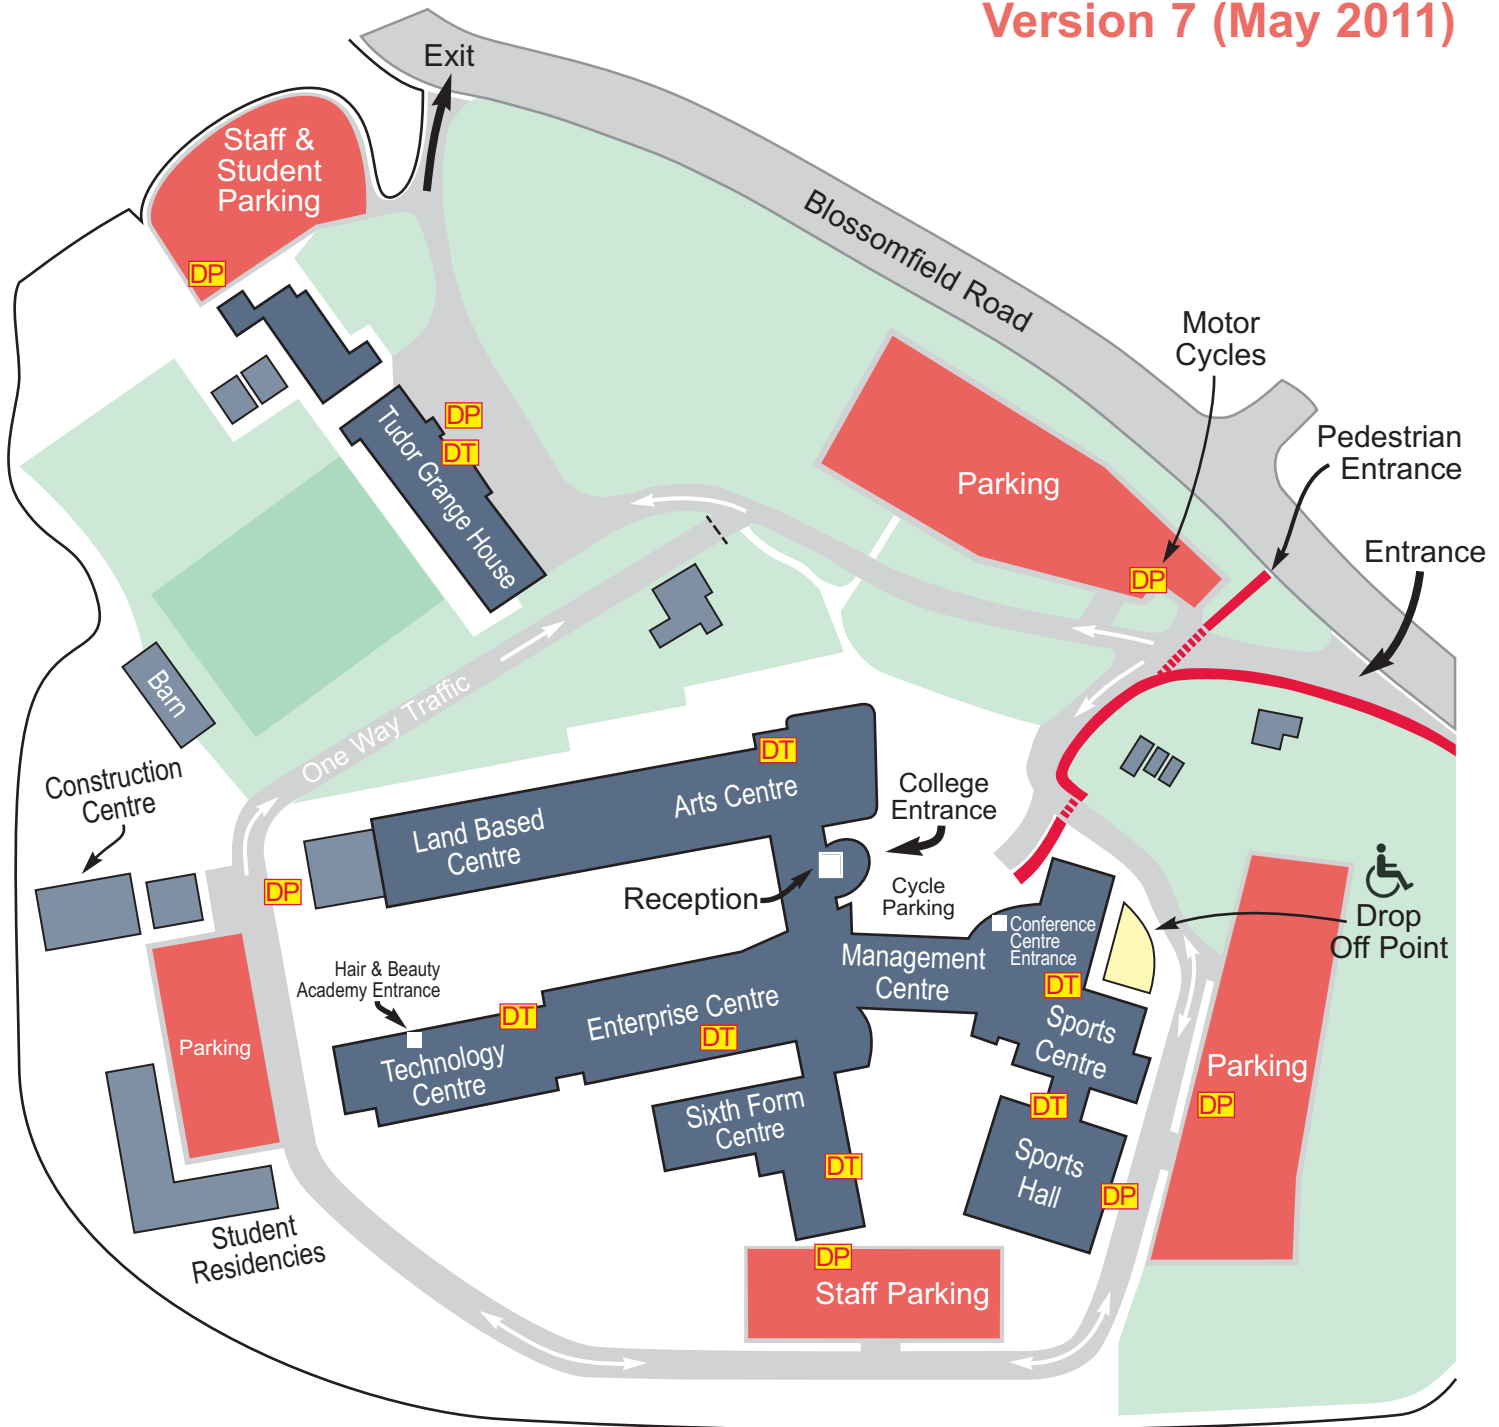 Version 7 (May 2011)
Exit
Staff &
Student
Parking
DP
Blossomfield Road
Motor
Cycles
Pedestrian
Entrance
Entrance
DP
DT
Tudor Grange House
Parking
DP
Barn
One Way Traffic
Construction
Centre
DT
Arts Centre
Land Based
Centre
College
Entrance
DP
Reception
Cycle
Parking
Conference
Centre
Entrance
Drop
Off Point
Management
Centre
DT
Hair & Beauty
Academy Entrance
DT
Enterprise Centre
DT
Sports
Centre
Parking
Technology
Centre
Parking
DP
Sixth Form
Centre
DT
DT
Sports
Hall
DP
Student
Residencies
DP
Staff Parking